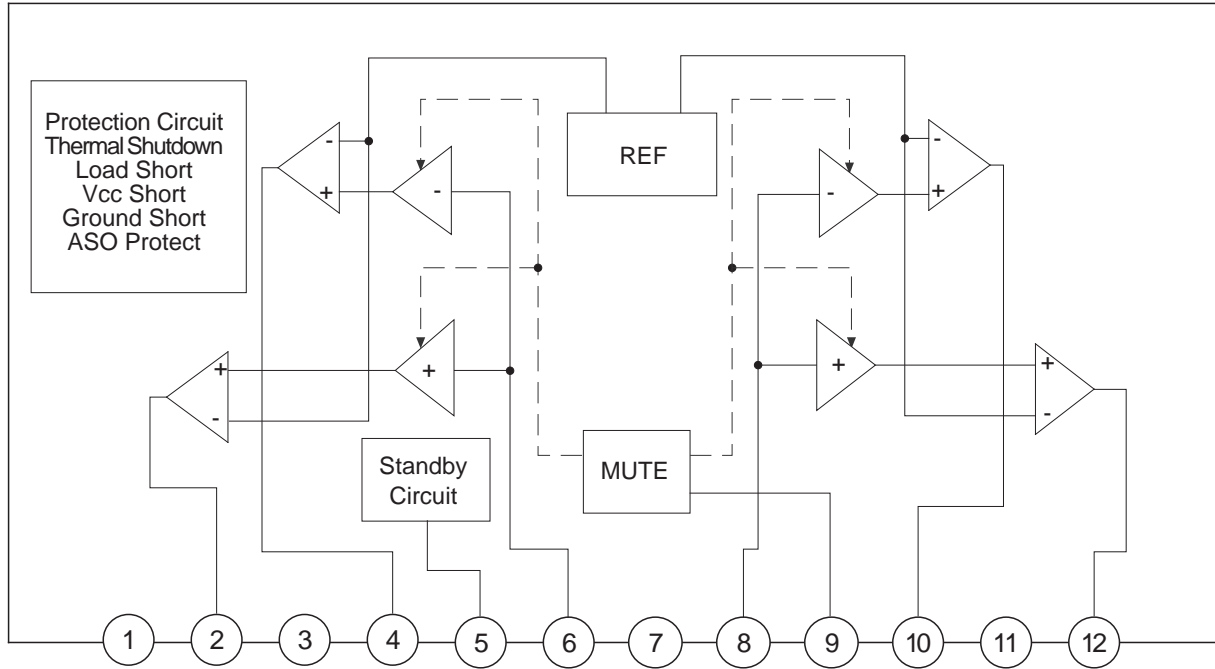 Protection Circuit
Thermal Shutdown
Load Short
Vcc Short
Ground Short
ASO Protect
-
+
-
REF
-
-
+
+
+
-
+
+
-
Standby
Circuit
MUTE
1 2 3 4 5 6 7 8 9 10 11 12